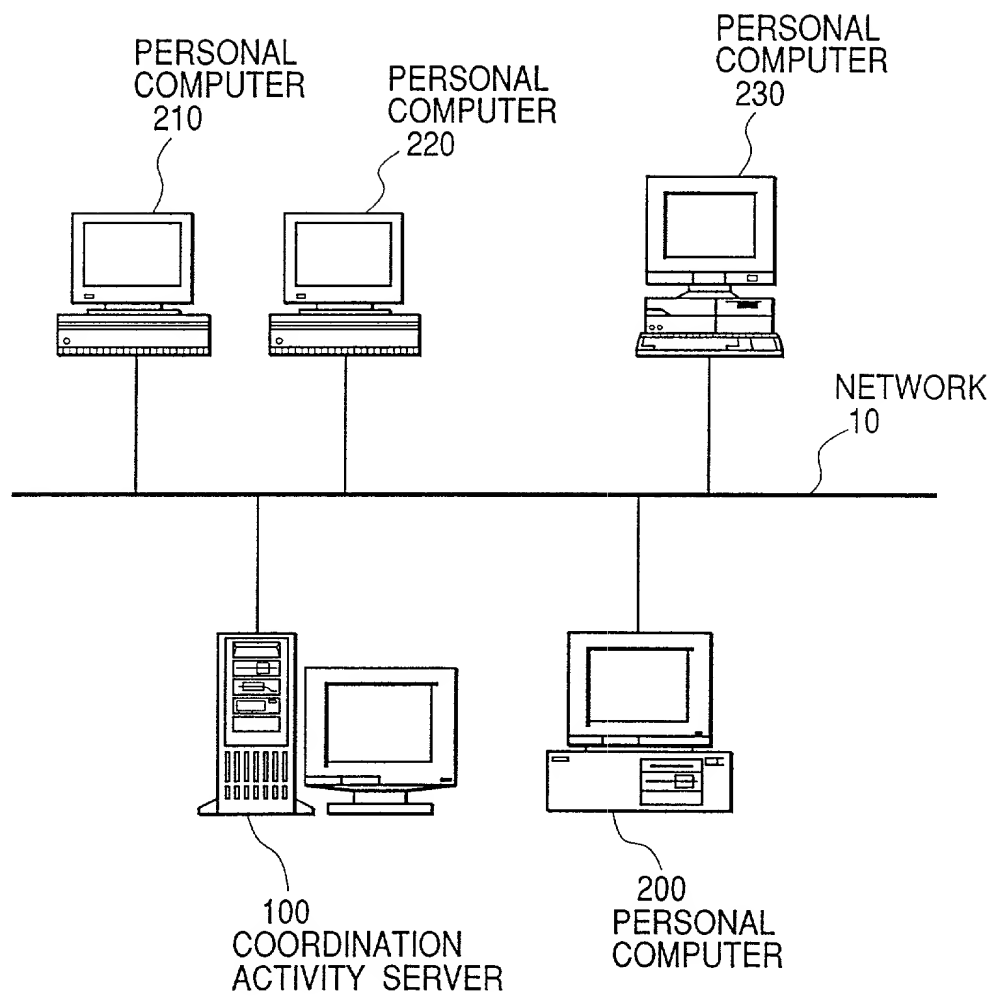 PERSONAL
COMPUTER
210
PERSONAL
COMPUTER
220
PERSONAL
COMPUTER
230
NETWORK
10
100
COORDINATION
ACTIVITY SERVER
200
PERSONAL
COMPUTER